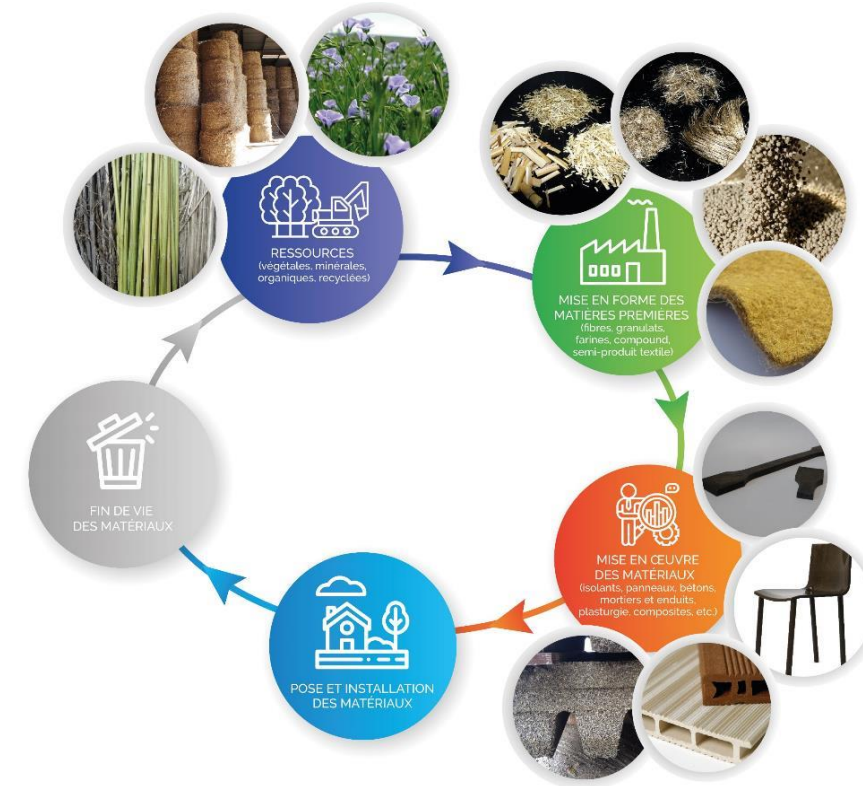 RESSOURCES
(végétales, minérales,
organiques, recyclées)
MISE EN FORME DES
MATIÈRES PREMIÈRES
(fibres, granulats,
farines, compound,
semi-produit textile)
MISE EN ŒUVRE
DES MATÉRIAUX
(isolants, panneaux, bétons,
mortiers et enduits,
plasturgie, composites, etc.)
POSE ET INSTALLATION
DES MATÉRIAUX
FIN DE VIE
DES MATÉRIAUX